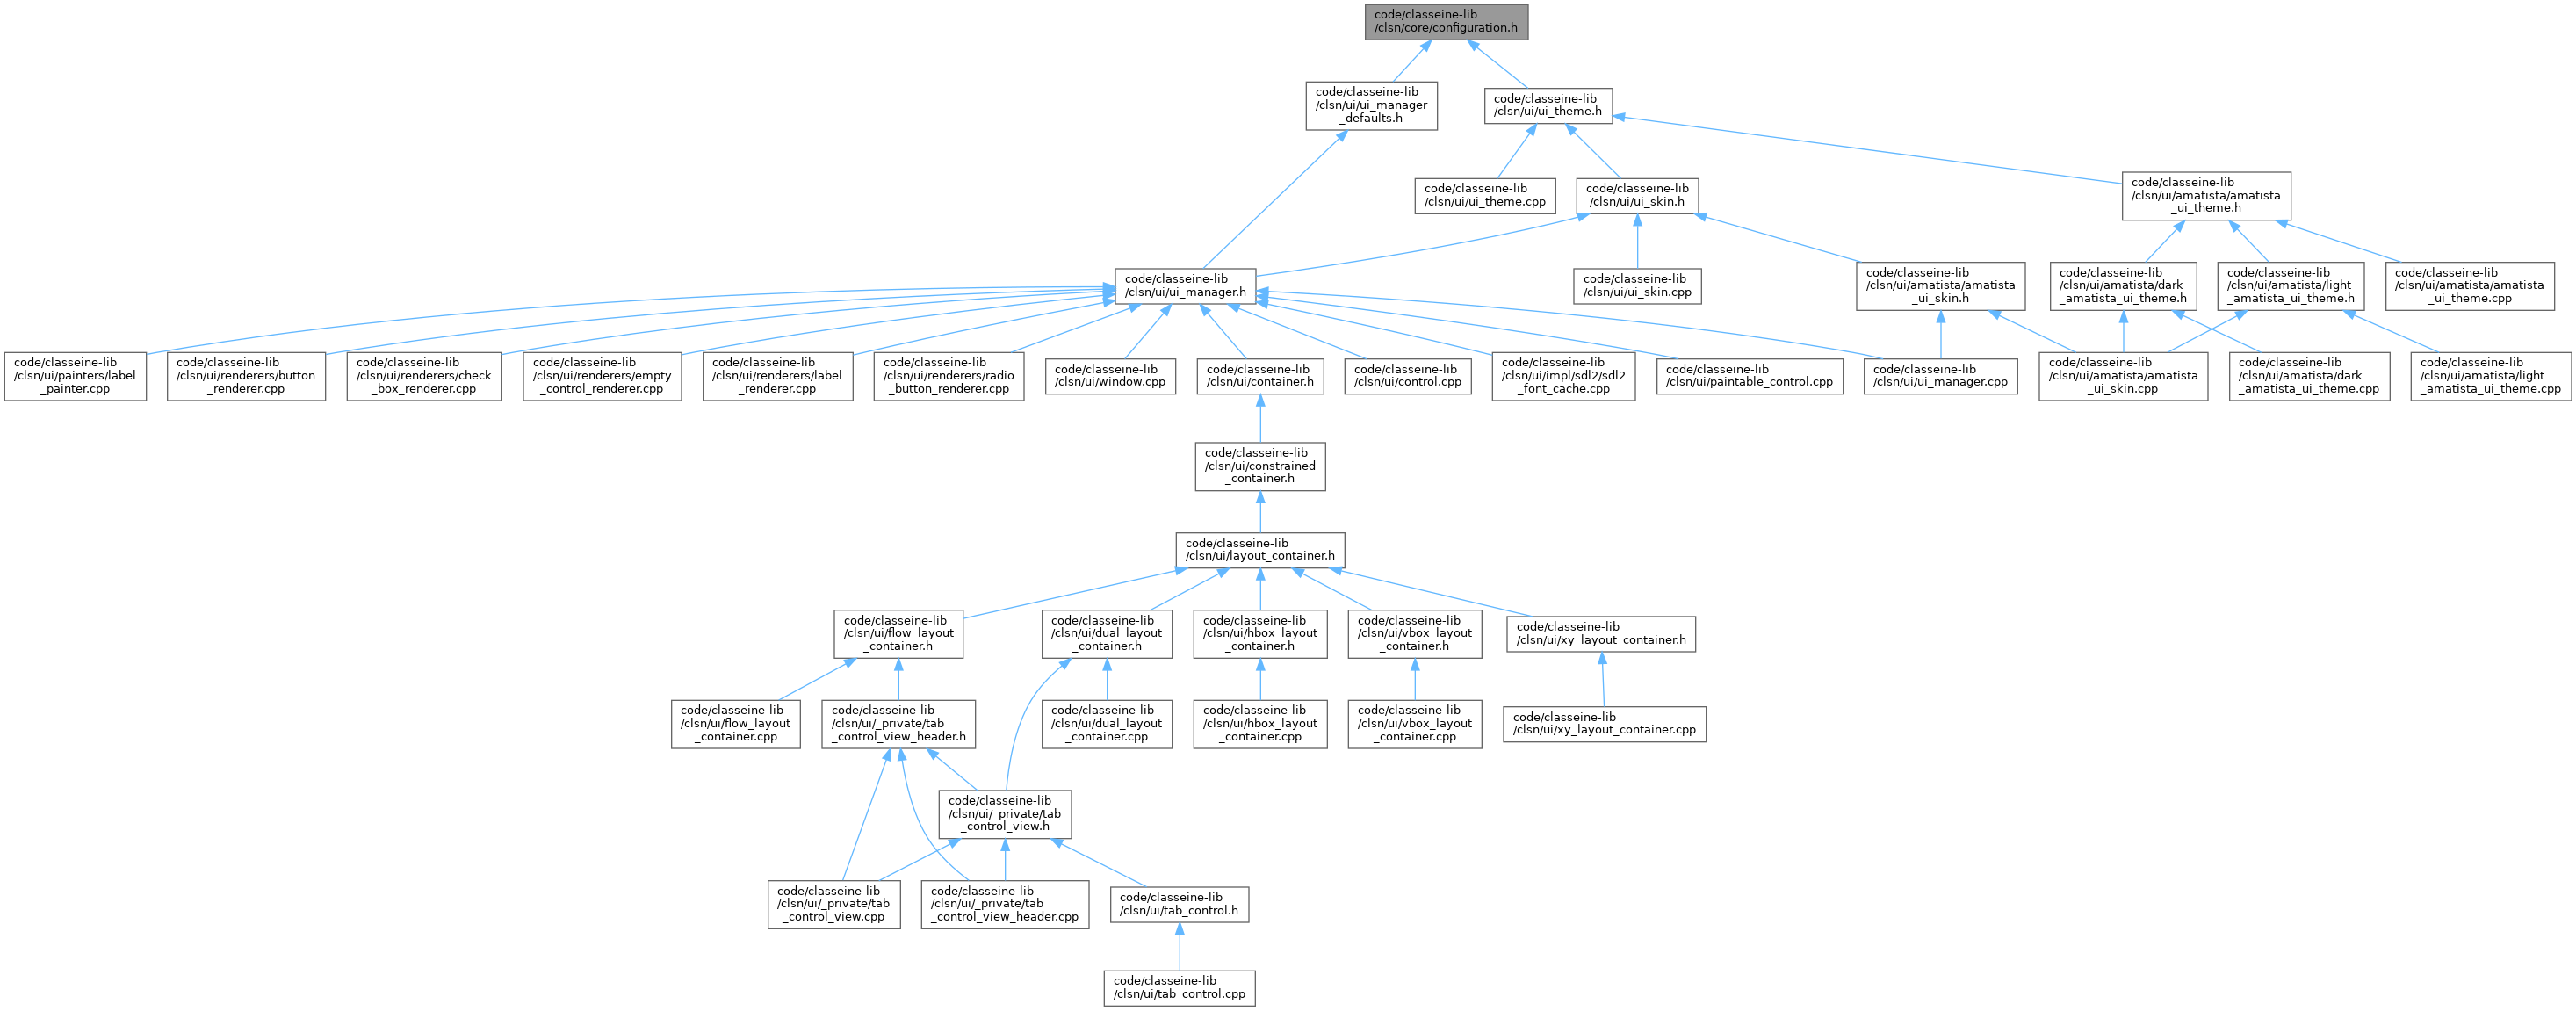 code/classeine-lib
/clsn/core/configuration.h
code/classeine-lib
/clsn/ui/ui_manager
_defaults.h
code/classeine-lib
/clsn/ui/ui_theme.h
code/classeine-lib
/clsn/ui/ui_theme.cpp
code/classeine-lib
/clsn/ui/ui_skin.h
code/classeine-lib
/clsn/ui/amatista/amatista
_ui_theme.h
code/classeine-lib
/clsn/ui/ui_manager.h
code/classeine-lib
/clsn/ui/ui_skin.cpp
code/classeine-lib
/clsn/ui/amatista/amatista
_ui_skin.h
code/classeine-lib
/clsn/ui/amatista/dark
_amatista_ui_theme.h
code/classeine-lib
/clsn/ui/amatista/light
_amatista_ui_theme.h
code/classeine-lib
/clsn/ui/amatista/amatista
_ui_theme.cpp
code/classeine-lib
/clsn/ui/painters/label
_painter.cpp
code/classeine-lib
/clsn/ui/renderers/button
_renderer.cpp
code/classeine-lib
/clsn/ui/renderers/check
_box_renderer.cpp
code/classeine-lib
/clsn/ui/renderers/empty
_control_renderer.cpp
code/classeine-lib
/clsn/ui/renderers/label
_renderer.cpp
code/classeine-lib
/clsn/ui/renderers/radio
_button_renderer.cpp
code/classeine-lib
/clsn/ui/window.cpp
code/classeine-lib
/clsn/ui/container.h
code/classeine-lib
/clsn/ui/control.cpp
code/classeine-lib
/clsn/ui/impl/sdl2/sdl2
_font_cache.cpp
code/classeine-lib
/clsn/ui/paintable_control.cpp
code/classeine-lib
/clsn/ui/ui_manager.cpp
code/classeine-lib
/clsn/ui/amatista/amatista
_ui_skin.cpp
code/classeine-lib
/clsn/ui/amatista/dark
_amatista_ui_theme.cpp
code/classeine-lib
/clsn/ui/amatista/light
_amatista_ui_theme.cpp
code/classeine-lib
/clsn/ui/constrained
_container.h
code/classeine-lib
/clsn/ui/layout_container.h
code/classeine-lib
/clsn/ui/flow_layout
_container.h
code/classeine-lib
/clsn/ui/dual_layout
_container.h
code/classeine-lib
/clsn/ui/hbox_layout
_container.h
code/classeine-lib
/clsn/ui/vbox_layout
_container.h
code/classeine-lib
/clsn/ui/xy_layout_container.h
code/classeine-lib
/clsn/ui/flow_layout
_container.cpp
code/classeine-lib
/clsn/ui/_private/tab
_control_view_header.h
code/classeine-lib
/clsn/ui/dual_layout
_container.cpp
code/classeine-lib
/clsn/ui/hbox_layout
_container.cpp
code/classeine-lib
/clsn/ui/vbox_layout
_container.cpp
code/classeine-lib
/clsn/ui/xy_layout_container.cpp
code/classeine-lib
/clsn/ui/_private/tab
_control_view.h
code/classeine-lib
/clsn/ui/_private/tab
_control_view.cpp
code/classeine-lib
/clsn/ui/_private/tab
_control_view_header.cpp
code/classeine-lib
/clsn/ui/tab_control.h
code/classeine-lib
/clsn/ui/tab_control.cpp